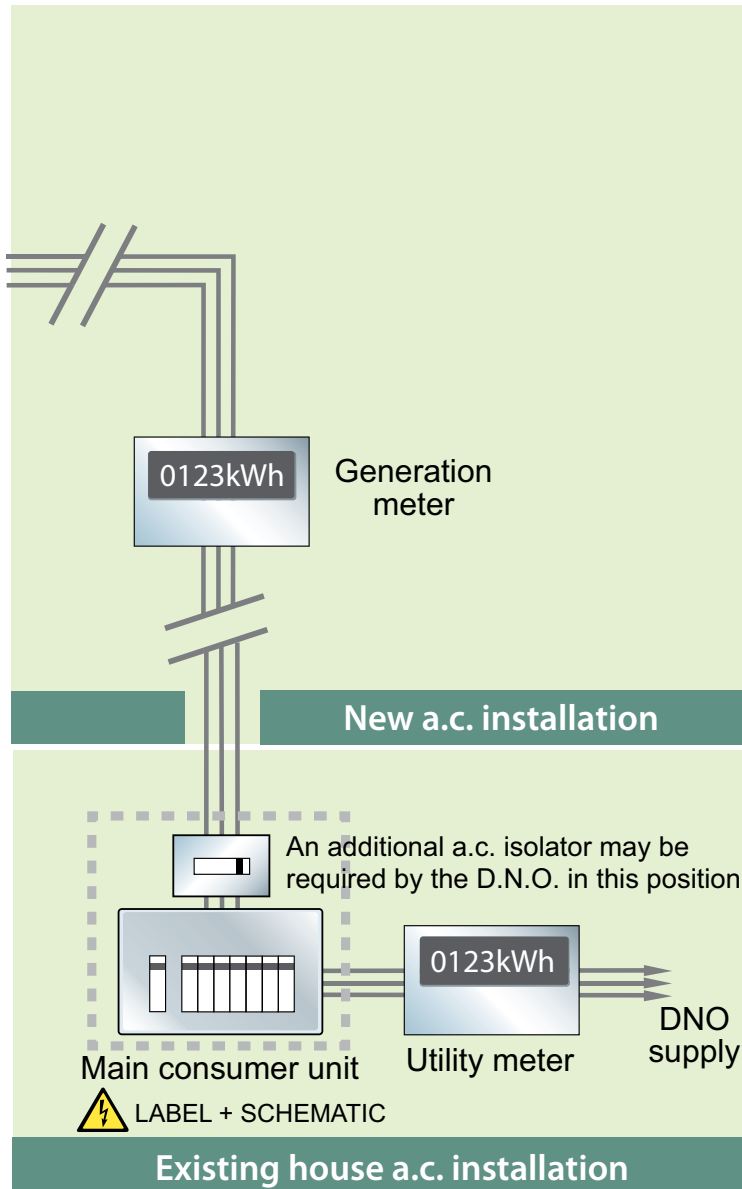 0123kWh
Generation
meter
New a.c. installation
An additional a.c. isolator may be
required by the D.N.O. in this position
0123kWh
DNO
supply
Main consumer unit
Utility meter
LABEL + SCHEMATIC
Existing house a.c. installation